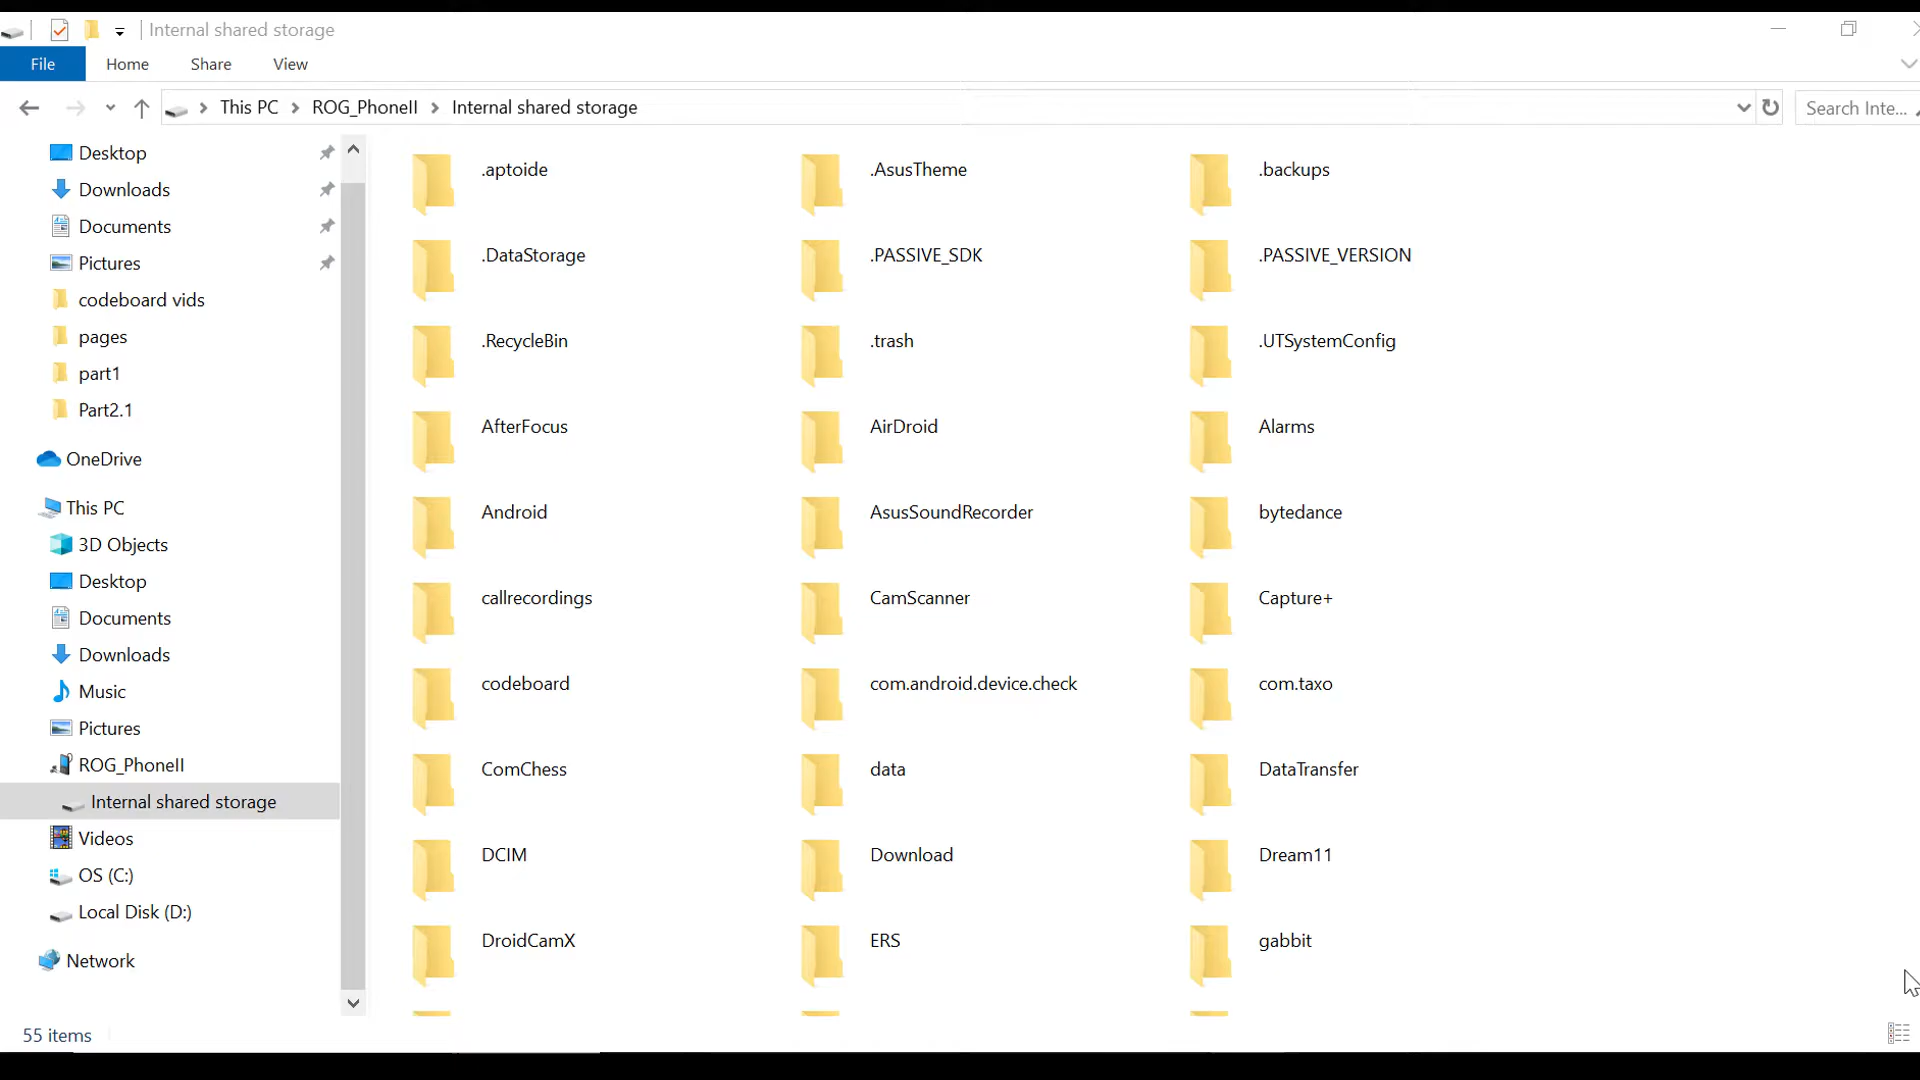 Internal shared storage
File Home Share View
This PC ROG_PhoneII Internal shared storage
Search Inte...
Desktop
Downloads
Documents
Pictures
codeboard vids
pages
part1
Part2.1
OneDrive
This PC
3D Objects
Desktop
Documents
Downloads
Music
Pictures
ROG_PhoneII
Internal shared storage
Videos
OS (C:)
Local Disk (D:)
Network
.aptoide .AsusTheme .backups
.DataStorage .PASSIVE_SDK .PASSIVE_VERSION
.RecycleBin .trash .UTSystemConfig
AfterFocus AirDroid Alarms
Android AsusSoundRecorder bytedance
callrecordings CamScanner Capture+
codeboard com.android.device.check com.taxo
ComChess data DataTransfer
DCIM Download Dream11
DroidCamX ERS gabbit
55 items